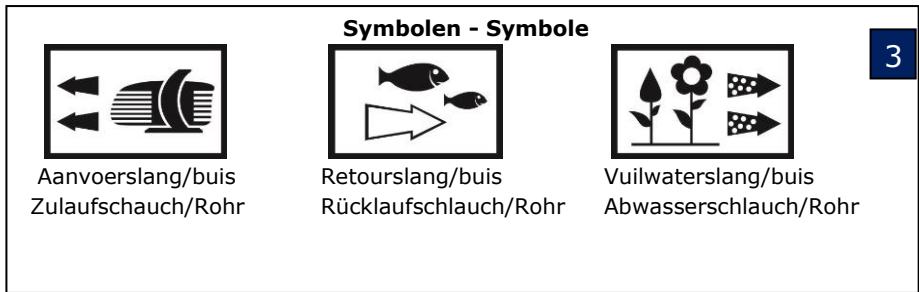 Symbolen - Symbole
3
Aanvoerslang/buis
Zulaufschauch/Rohr
Retourslang/buis
Rücklaufschlauch/Rohr
Vuilwaterslang/buis
Abwasserschlauch/Rohr